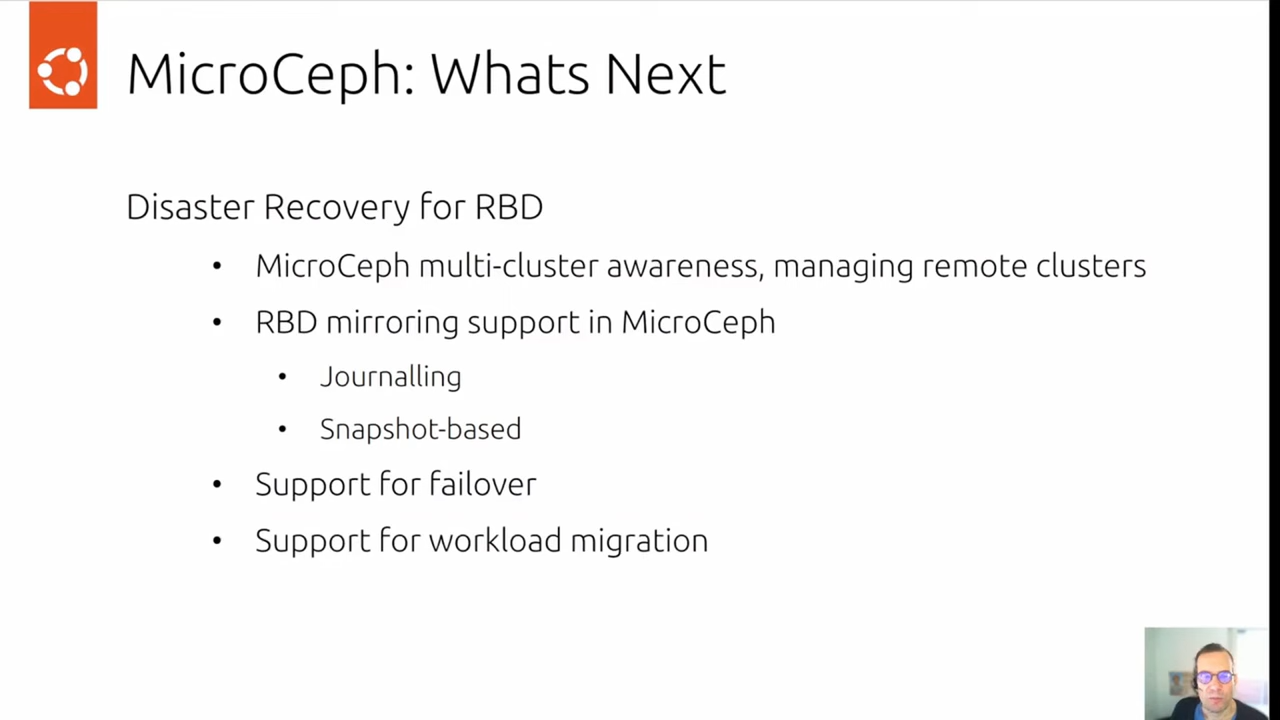 MicroCeph: Whats Next
Disaster Recovery for RBD
• MicroCeph multi-cluster awareness, managing remote clusters
• RBD mirroring support in MicroCeph
• Journalling
• Snapshot-based
• Support for failover
• Support for workload migration